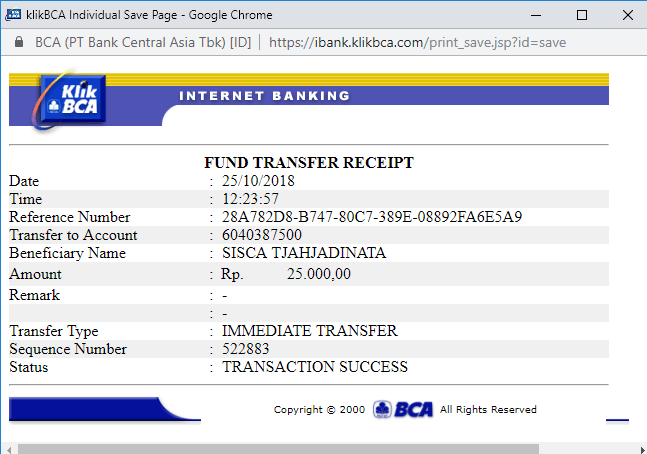 klikBCA Individual Save Page - Google Chrome
BCA (PT Bank Central Asia Tbk) [ID] | https://ibank.klikbca.com/print_save.jsp?id=save
Klik
BCA
INTERNET BANKING
FUND TRANSFER RECEIPT
Date : 25/10/2018
Time : 12:23:57
Reference Number : 28A782D8-B747-80C7-389E-08892FA6E5A9
Transfer to Account : 6040387500
Beneficiary Name : SISCA TJAHJADINATA
Amount : Rp. 25.000,00
Remark : -
: -
Transfer Type : IMMEDIATE TRANSFER
Sequence Number : 522883
Status : TRANSACTION SUCCESS
Copyright © 2000 BCA All Rights Reserved